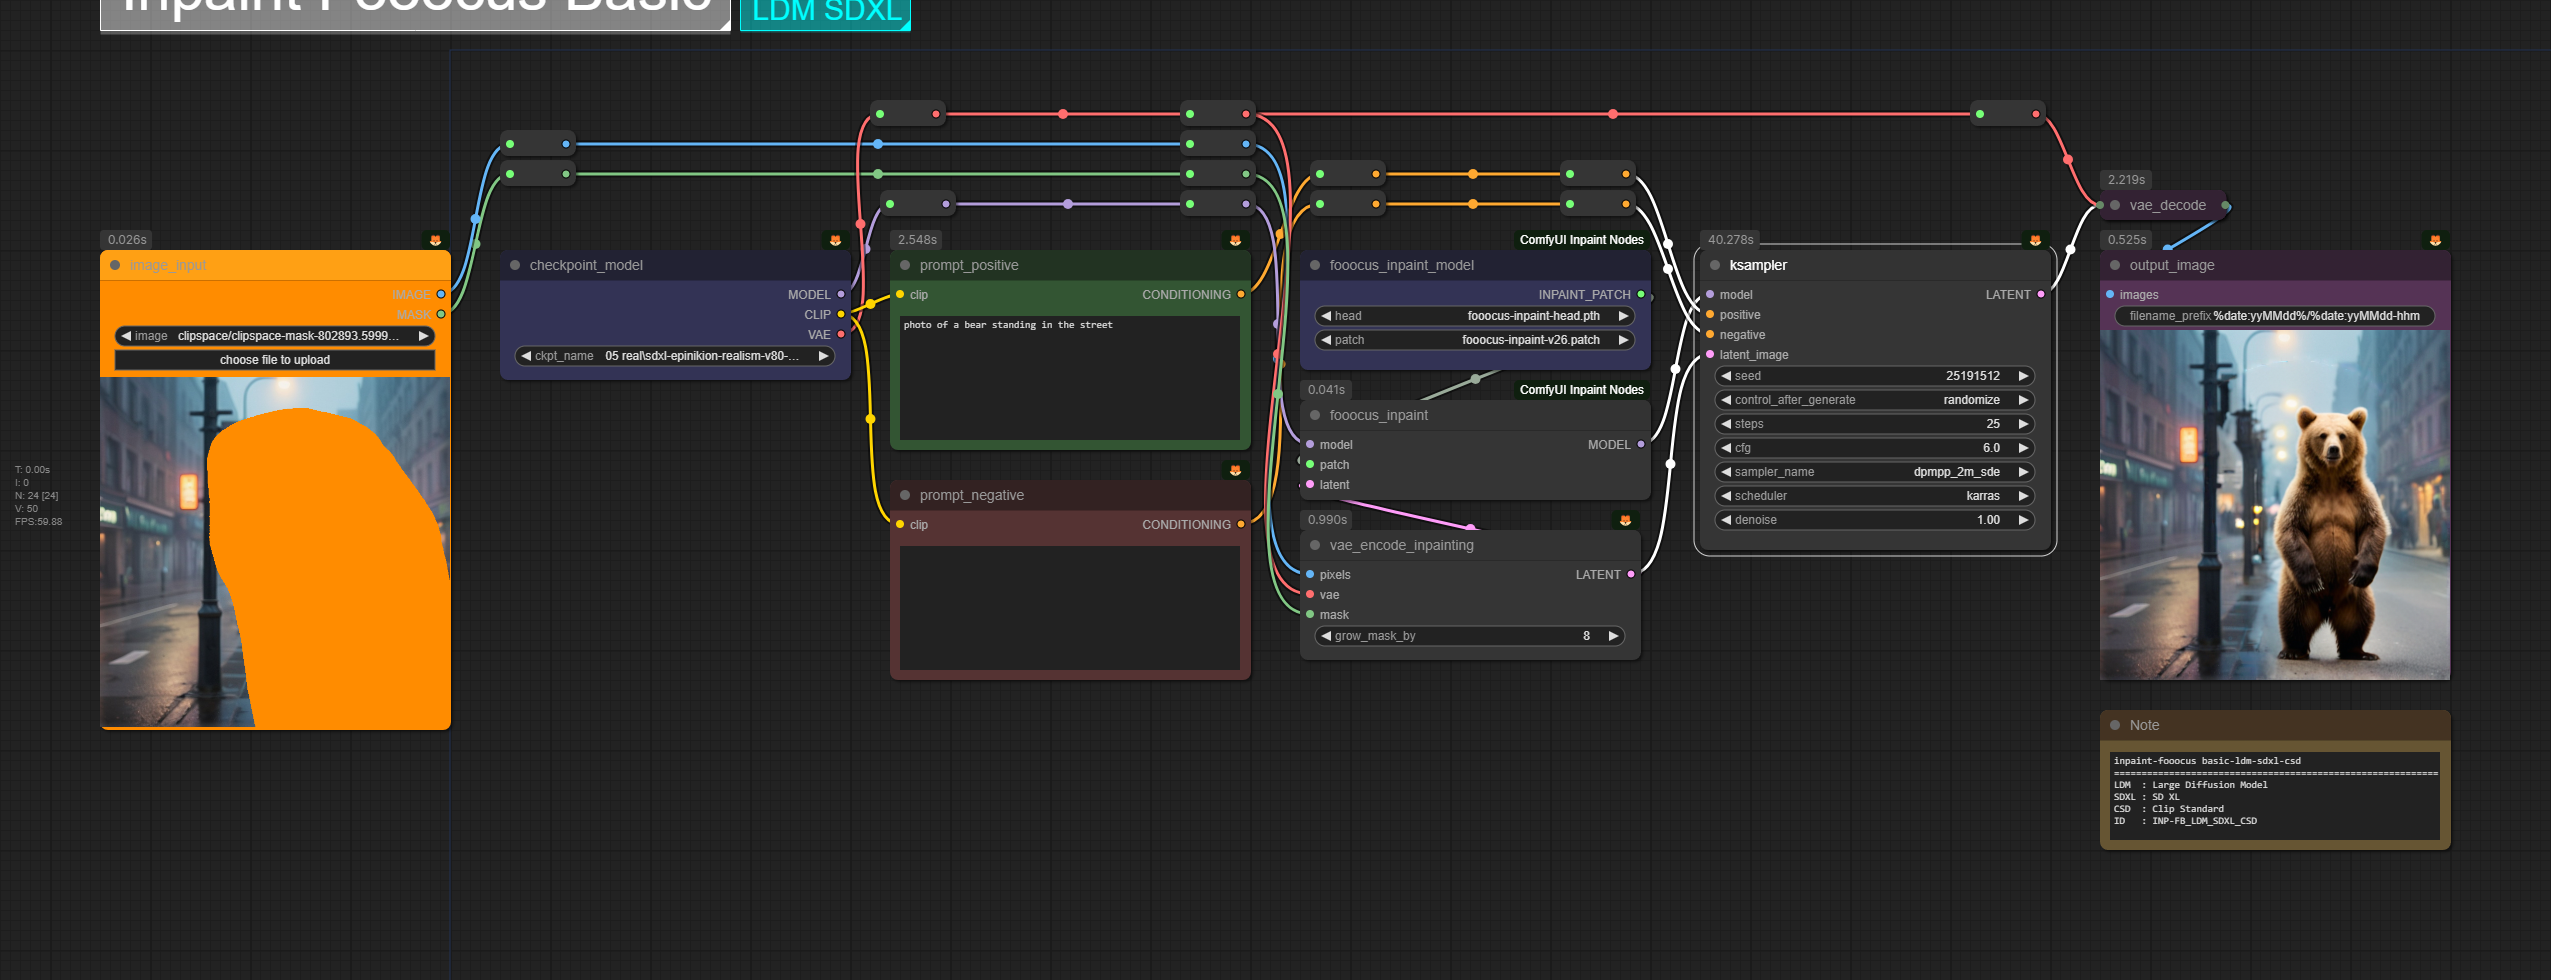 Inpaint Fooocus Basic
LDM SDXL
0.026s
image_input
IMAGE
MASK
image clipspace/clipspace-mask-802893.5999...
choose file to upload
T: 0.00s
I: 0
N: 24 [24]
V: 50
FPS:59.88
checkpoint_model
MODEL
CLIP
VAE
ckpt_name 05 real\sdxl-epinikion-realism-v80-...
2.548s
prompt_positive
clip CONDITIONING
photo of a bear standing in the street
prompt_negative
clip CONDITIONING
ComfyUI Inpaint Nodes
fooocus_inpaint_model
INPAINT_PATCH
head fooocus-inpaint-head.pth
patch fooocus-inpaint-v26.patch
0.041s ComfyUI Inpaint Nodes
fooocus_inpaint
model MODEL
patch
latent
0.990s
vae_encode_inpainting
pixels LATENT
vae
mask
grow_mask_by 8
40.278s
ksampler
model LATENT
positive
negative
latent_image
seed 25191512
control_after_generate randomize
steps 25
cfg 6.0
sampler_name dpmpp_2m_sde
scheduler karras
denoise 1.00
2.219s
vae_decode
0.525s
output_image
images
filename_prefix %date:yyMMdd%/%date:yyMMdd-hhm
Note
inpaint-fooocus basic-ldm-sdxl-csd
==========================================================
LDM : Large Diffusion Model
SDXL : SD XL
CSD : Clip Standard
ID : INP-FB_LDM_SDXL_CSD